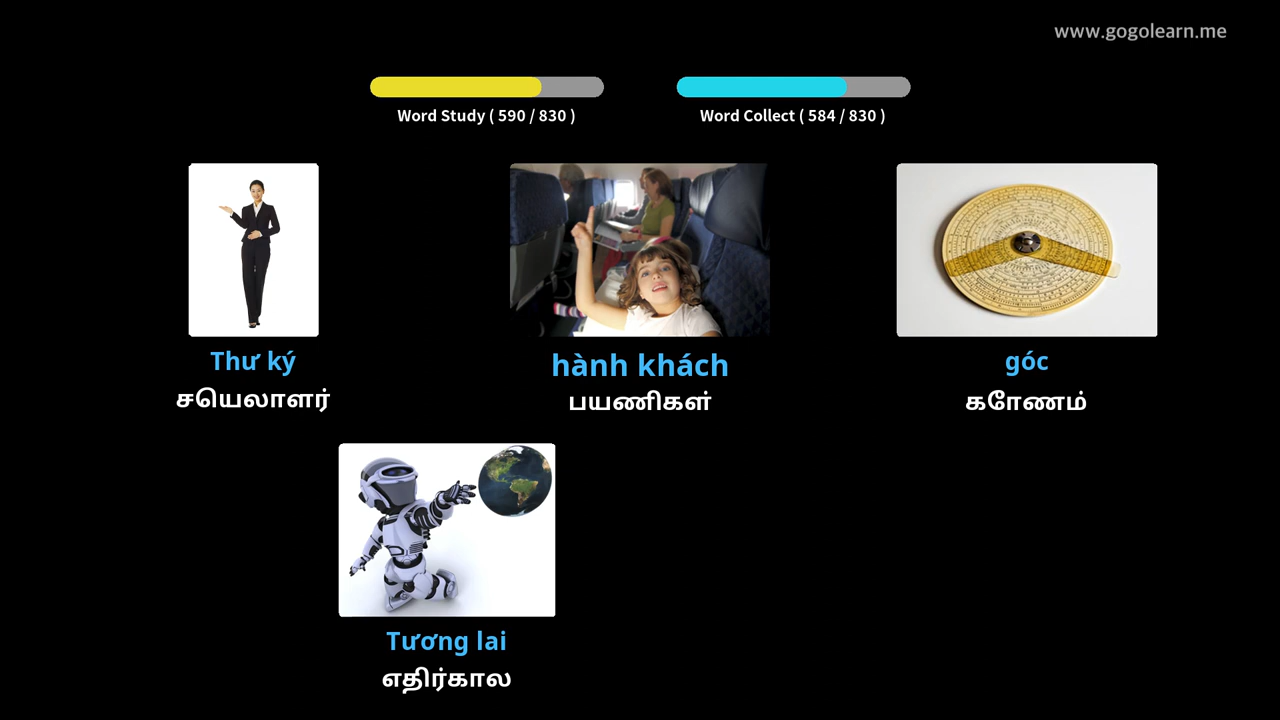 www.gogolearn.me
Word Study ( 590 / 830 )
Word Collect ( 584 / 830 )
Thư ký
சயெலாளர்
hành khách
பயணிகள்
góc
கோணம்
Tương lai
எதிர்கால